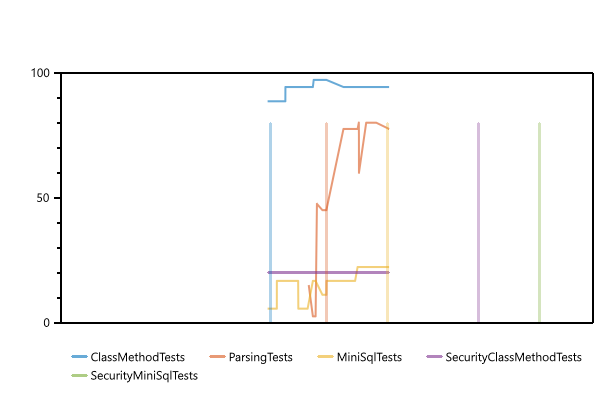 100
50
0
ClassMethodTests ParsingTests MiniSqlTests SecurityClassMethodTests
SecurityMiniSqlTests